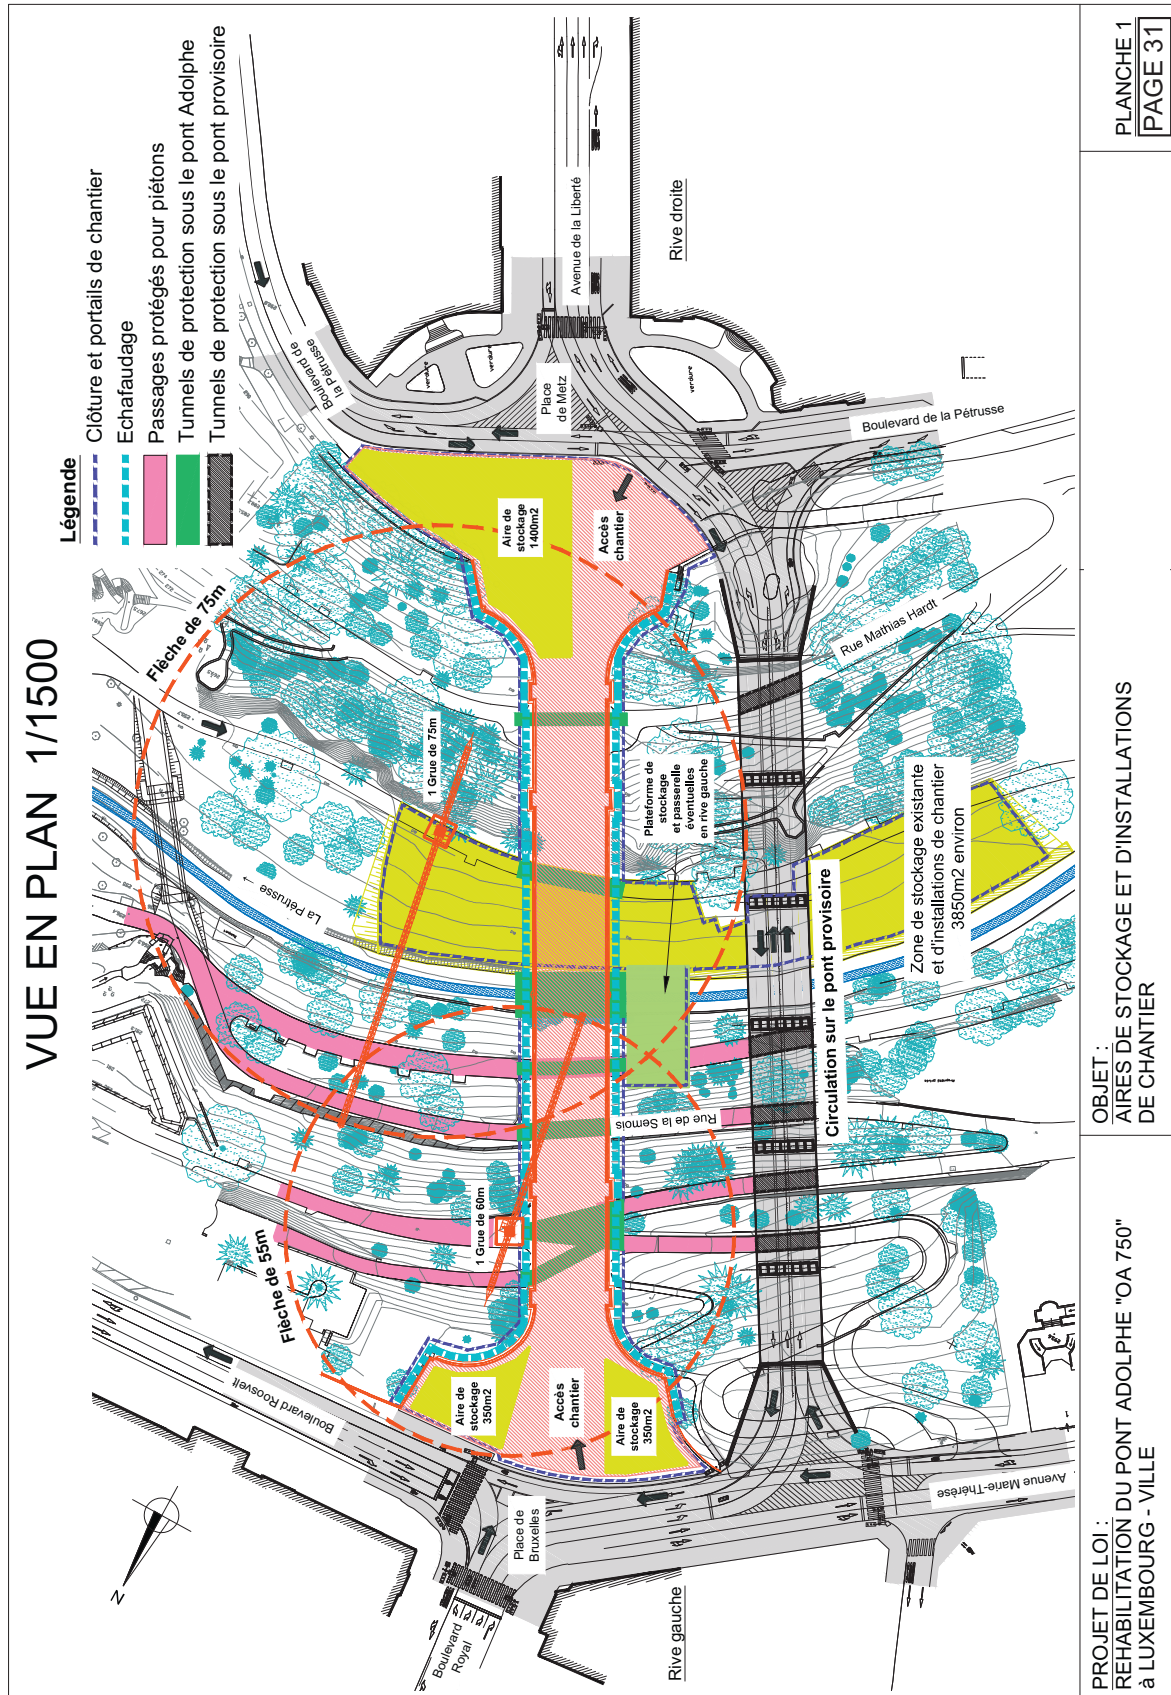 VUE EN PLAN 1/1500
Légende
Clôture et portails de chantier
Echafaudage
Passages protégés pour piétons
Tunnels de protection sous le pont Adolphe
Tunnels de protection sous le pont provisoire
N
Boulevard Roosvelt
Place de
Bruxelles
Boulevard
Royal
Rive gauche
Avenue Marie-Thérèse
Flèche de 55m
Aire de
stockage
350m2
Accès
chantier
Aire de
stockage
350m2
1 Grue de 60m
Rue de la Semois
La Pétrusse →
Flèche de 75m
1 Grue de 75m
Plateforme de
stockage
et passerelle
éventuelles
en rive gauche
Circulation sur le pont provisoire
Zone de stockage existante
et d'installations de chantier
3850m2 environ
Aire de
stockage
1400m2
Accès
chantier
Rue Mathias Hardt
Boulevard de
la Pétrusse
verdure
verdure
verdure
Place
de Metz
Avenue de la Liberté
Rive droite
Boulevard de la Pétrusse
PROJET DE LOI :
REHABILITATION DU PONT ADOLPHE "OA 750"
à LUXEMBOURG - VILLE
OBJET :
AIRES DE STOCKAGE ET D'INSTALLATIONS
DE CHANTIER
PLANCHE 1
PAGE 31